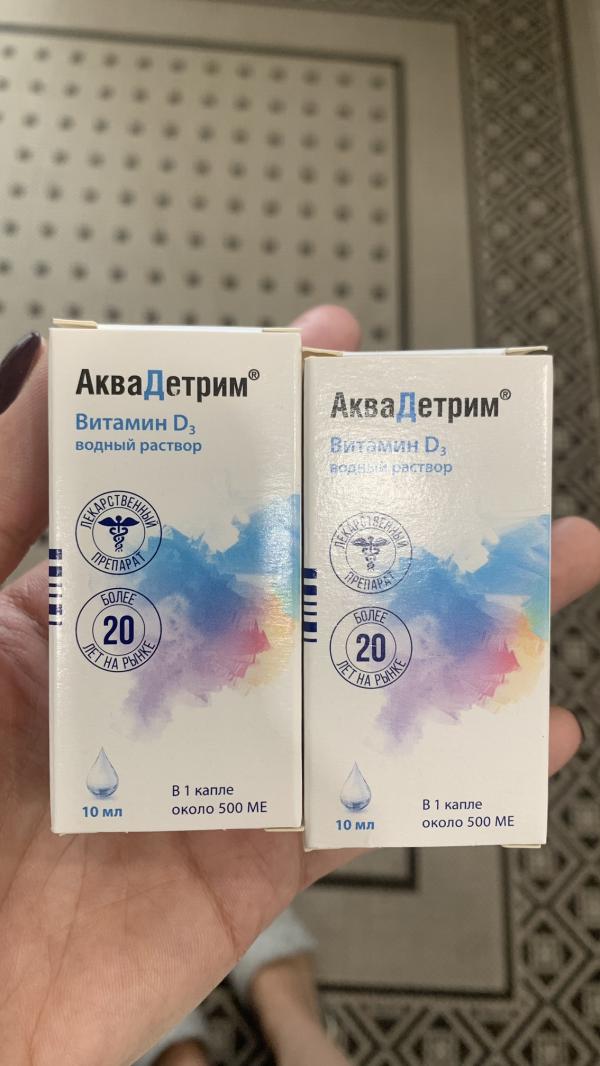 АкваДетрим®
Витамин D₃
водный раствор
ЛЕКАРСТВЕННЫЙ
ПРЕПАРАТ
БОЛЕЕ
20
ЛЕТ НА РЫНКЕ
10 мл
В 1 капле
около 500 МЕ
АкваДетрим®
Витамин D₃
водный раствор
ЛЕКАРСТВЕННЫЙ
ПРЕПАРАТ
БОЛЕЕ
20
ЛЕТ НА РЫНКЕ
10 мл
В 1 капле
около 500 МЕ